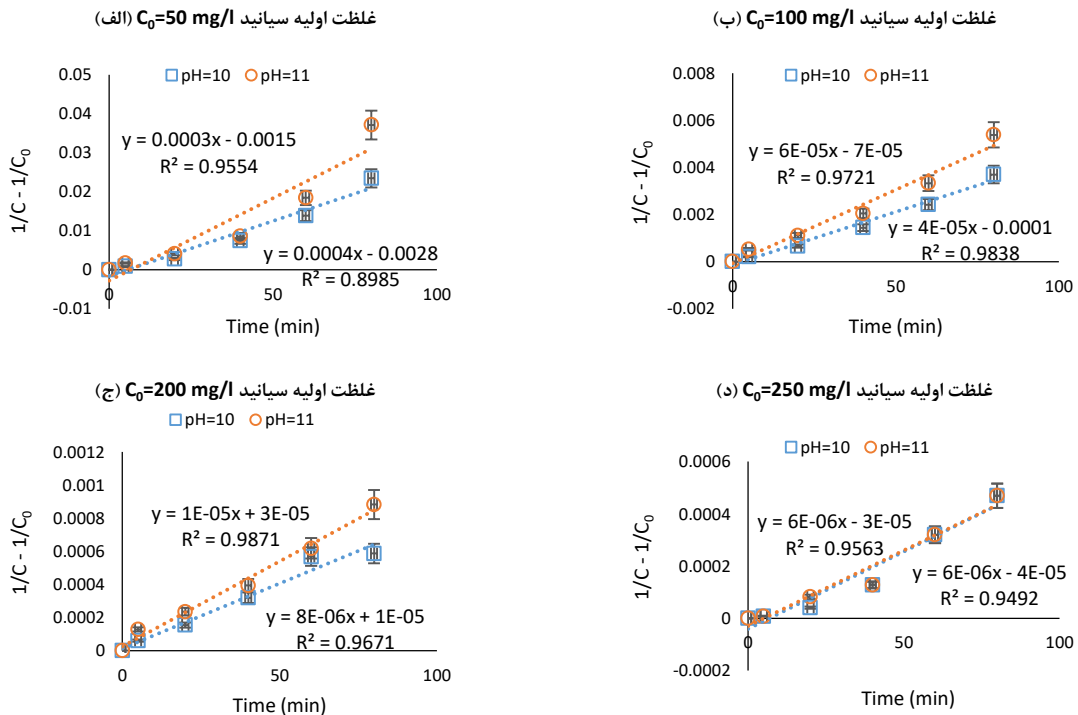 (الف) غلظت اولیه سیانید C₀=50 mg/l
pH=10 pH=11
0.05
0.04
0.03
0.02
0.01
0
-0.01
0 50 100
y = 0.0003x - 0.0015
R² = 0.9554
y = 0.0004x - 0.0028
R² = 0.8985
1/C - 1/C₀
Time (min)
(ب) غلظت اولیه سیانید C₀=100 mg/l
pH=10 pH=11
0.008
0.006
0.004
0.002
0
-0.002
0 50 100
y = 6E-05x - 7E-05
R² = 0.9721
y = 4E-05x - 0.0001
R² = 0.9838
1/C - 1/C₀
Time (min)
(ج) غلظت اولیه سیانید C₀=200 mg/l
pH=10 pH=11
0.0012
0.001
0.0008
0.0006
0.0004
0.0002
0
0 50 100
y = 1E-05x + 3E-05
R² = 0.9871
y = 8E-06x + 1E-05
R² = 0.9671
1/C - 1/C₀
Time (min)
(د) غلظت اولیه سیانید C₀=250 mg/l
pH=10 pH=11
0.0006
0.0004
0.0002
0
-0.0002
0 50 100
y = 6E-06x - 3E-05
R² = 0.9563
y = 6E-06x - 4E-05
R² = 0.9492
1/C - 1/C₀
Time (min)